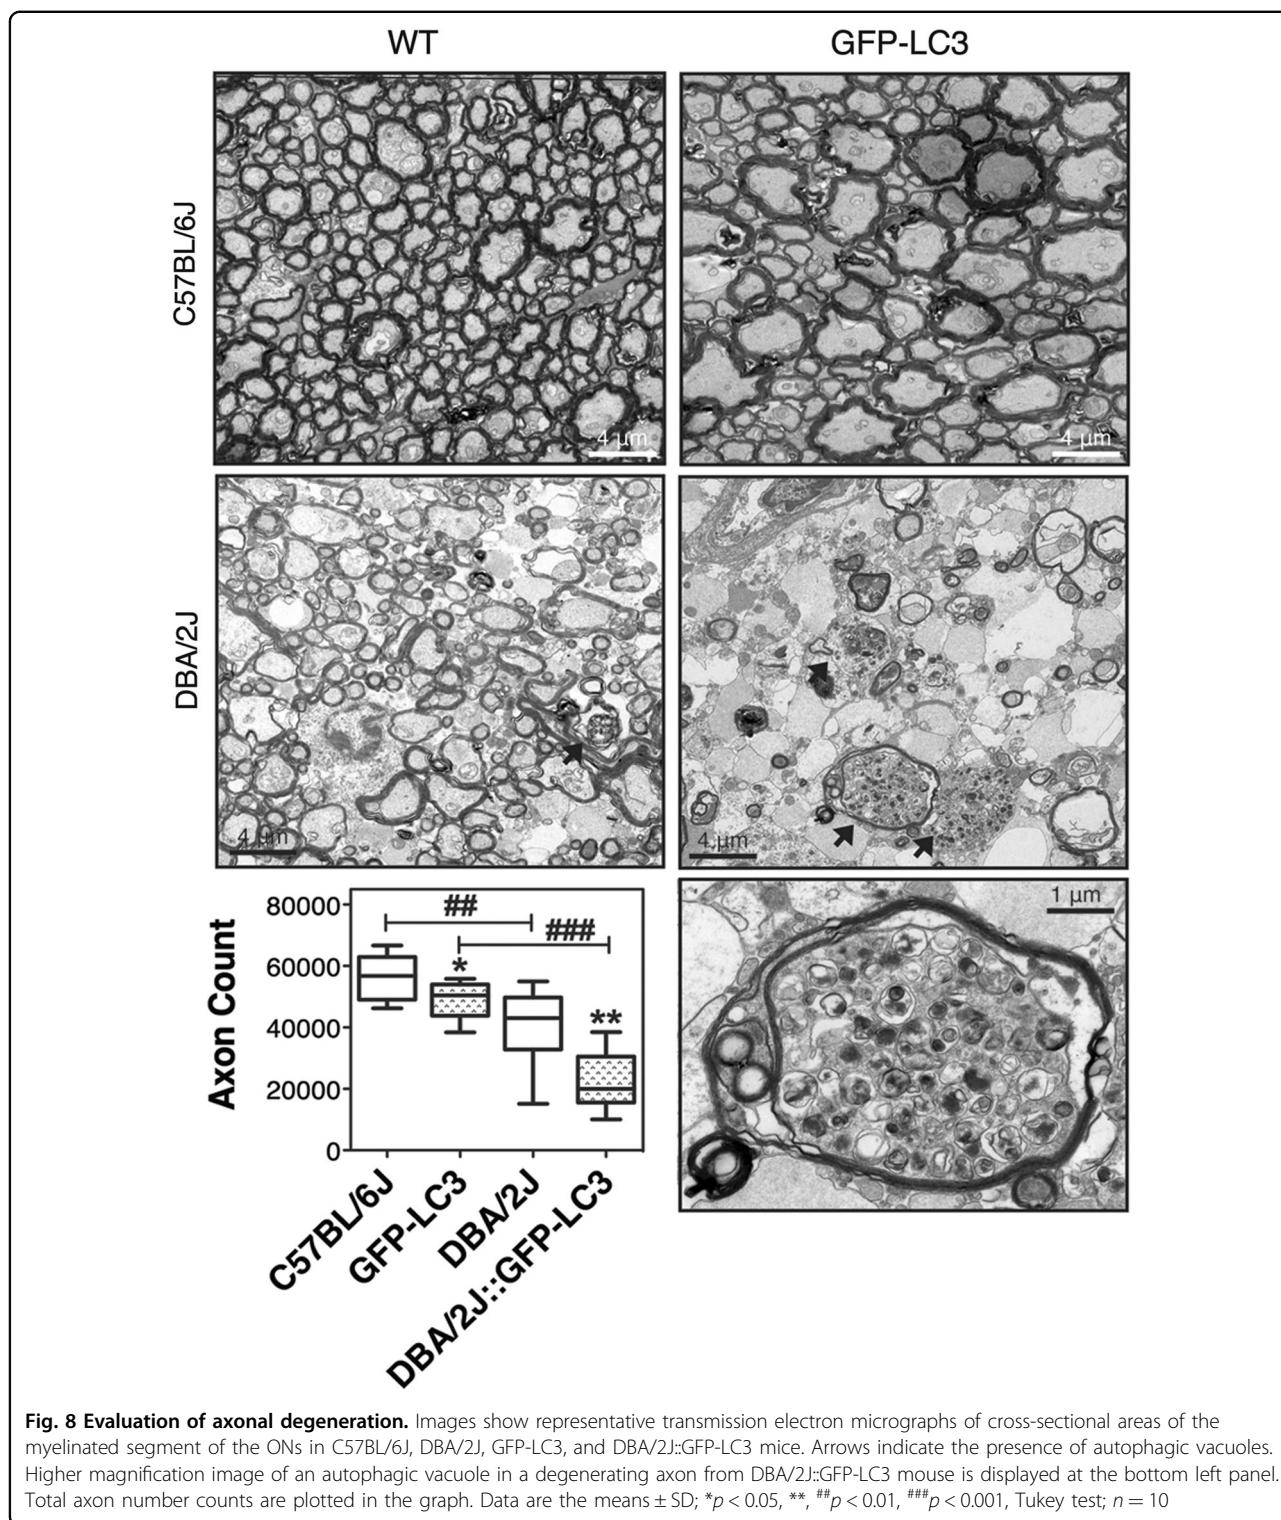 WT
GFP-LC3
C57BL/6J
4 µm
4 µm
DBA/2J
4 µm
4 µm
1 µm
Axon Count
80000
60000
40000
20000
0
##
###
*
**
C57BL/6J
GFP-LC3
DBA/2J
DBA/2J::GFP-LC3
Fig. 8 Evaluation of axonal degeneration. Images show representative transmission electron micrographs of cross-sectional areas of the
myelinated segment of the ONs in C57BL/6J, DBA/2J, GFP-LC3, and DBA/2J::GFP-LC3 mice. Arrows indicate the presence of autophagic vacuoles.
Higher magnification image of an autophagic vacuole in a degenerating axon from DBA/2J::GFP-LC3 mouse is displayed at the bottom left panel.
Total axon number counts are plotted in the graph. Data are the means ± SD; *p < 0.05, **, ##p < 0.01, ###p < 0.001, Tukey test; n = 10